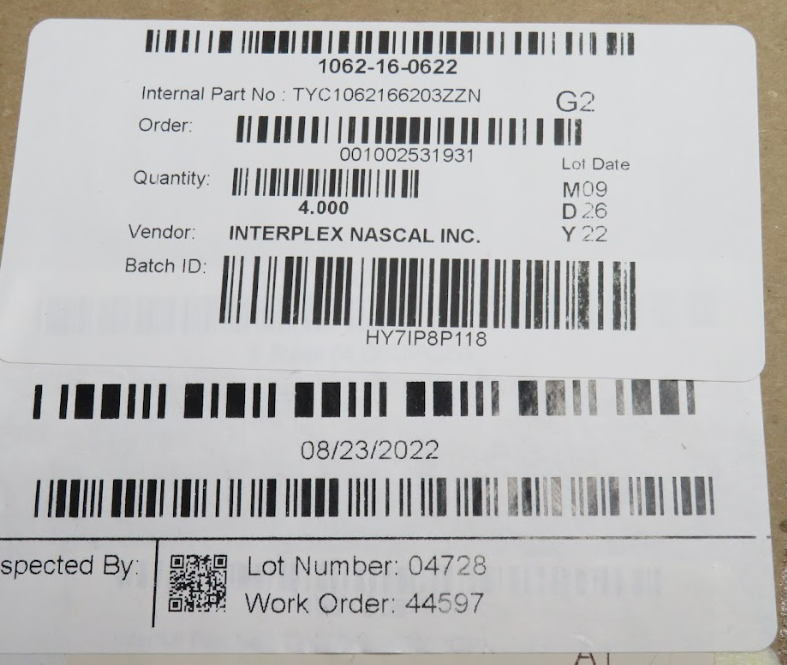 1062-16-0622
Internal Part No : TYC1062166203ZZN
G2
Order:
001002531931
Lot Date
Quantity:
4.000
M09
D 26
Y 22
Vendor: INTERPLEX NASCAL INC.
Batch ID:
HY7IP8P118
08/23/2022
spected By:
Lot Number: 04728
Work Order: 44597